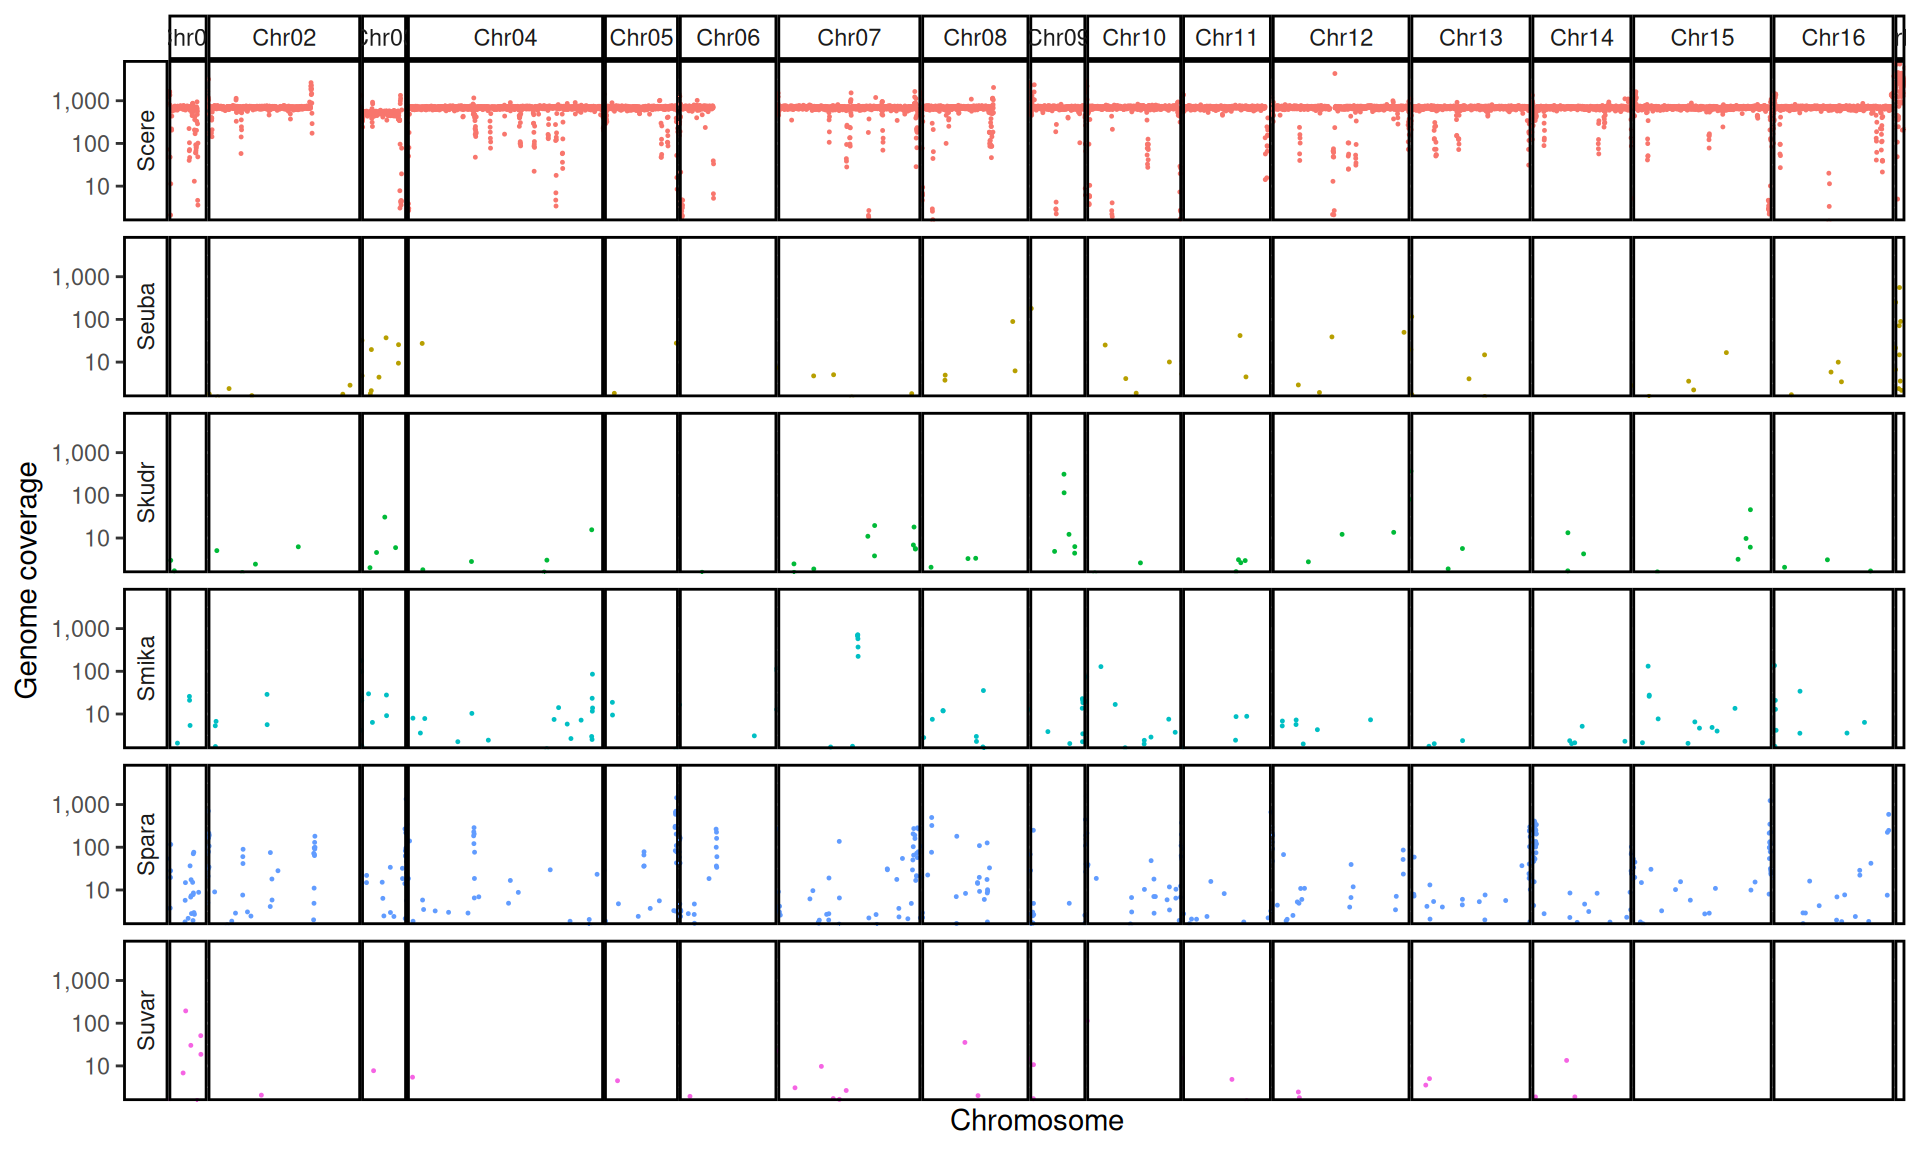 hr0 Chr02 Chr0 Chr04 Chr05 Chr06 Chr07 Chr08 Chr09 Chr10 Chr11 Chr12 Chr13 Chr14 Chr15 Chr16
Genome coverage
Scere
1,000
100
10
Seuba
1,000
100
10
Skudr
1,000
100
10
Smika
1,000
100
10
Spara
1,000
100
10
Suvar
1,000
100
10
Chromosome